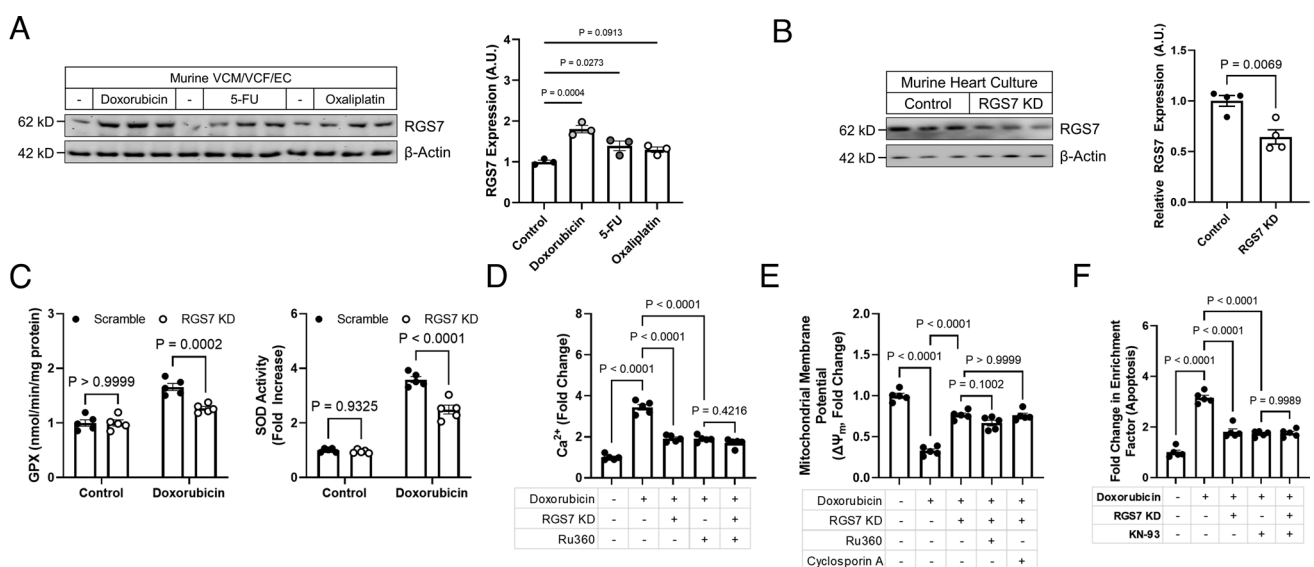 A
Murine VCM/VCF/EC
- Doxorubicin - 5-FU - Oxaliplatin
62 kD RGS7
42 kD β-Actin
RGS7 Expression (A.U.)
4
3
2
1
0
P = 0.0913
P = 0.0273
P = 0.0004
Control
Doxorubicin
5-FU
Oxaliplatin
B
Murine Heart Culture
Control RGS7 KD
62 kD RGS7
42 kD β-Actin
Relative RGS7 Expression (A.U.)
1.5
1.0
0.5
0.0
P = 0.0069
Control
RGS7 KD
C
GPX (nmol/min/mg protein)
3
2
1
0
Scramble RGS7 KD
P = 0.0002
P > 0.9999
Control Doxorubicin
SOD Activity
(Fold Increase)
6
4
2
0
Scramble RGS7 KD
P < 0.0001
P = 0.9325
Control Doxorubicin
D
Ca2+ (Fold Change)
6
4
2
0
P < 0.0001
P < 0.0001
P < 0.0001
P = 0.4216
Doxorubicin - + + + +
RGS7 KD - - + - +
Ru360 - - - + +
E
Mitochondrial Membrane
Potential
(ΔΨm, Fold Change)
2.0
1.5
1.0
0.5
0.0
P < 0.0001
P < 0.0001
P > 0.9999
P = 0.1002
Doxorubicin - + + + +
RGS7 KD - - + + +
Ru360 - - - + -
Cyclosporin A - - - - +
F
Fold Change in Enrichment
Factor (Apoptosis)
6
4
2
0
P < 0.0001
P < 0.0001
P < 0.0001
P = 0.9989
Doxorubicin - + + + +
RGS7 KD - - + - +
KN-93 - - - + +